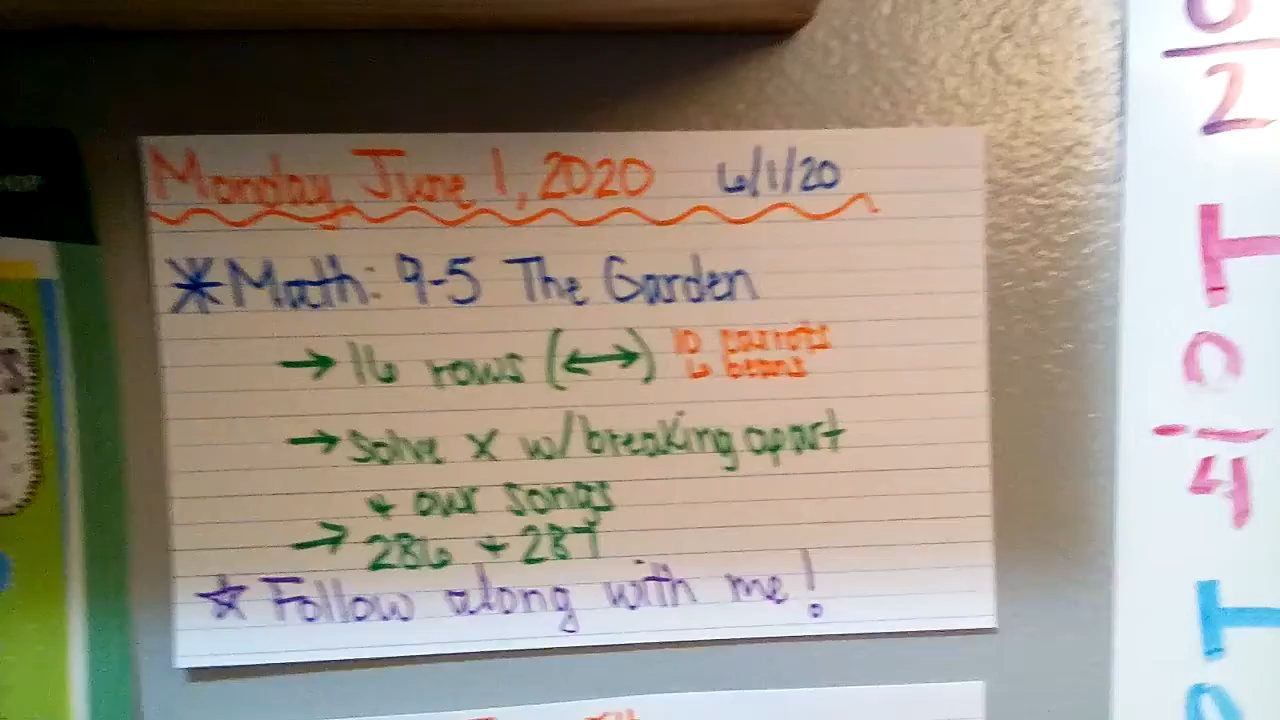 Monday, June 1, 2020 6/1/20
*Math: 9-5 The Garden
→ 16 rows (↔) 10 carrots
6 beans
→ Solve x w/breaking apart
+ our songs
→ 286 + 287
☆ Follow along with me!